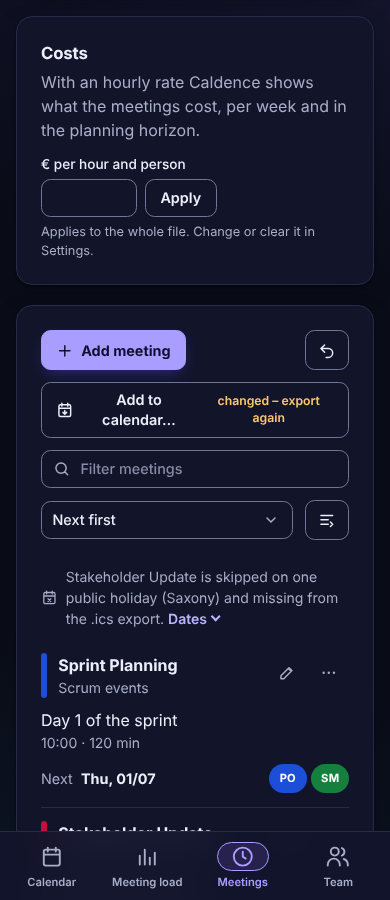 Costs
With an hourly rate Caldence shows
what the meetings cost, per week and in
the planning horizon.
€ per hour and person
Apply
Applies to the whole file. Change or clear it in
Settings.
Add meeting
Add to
calendar...
changed – export
again
Filter meetings
Next first
Stakeholder Update is skipped on one
public holiday (Saxony) and missing from
the .ics export. Dates
Sprint Planning
Scrum events
Day 1 of the sprint
10:00 · 120 min
Next Thu, 01/07
PO SM
Stakeholder Update
Calendar Meeting load Meetings Team